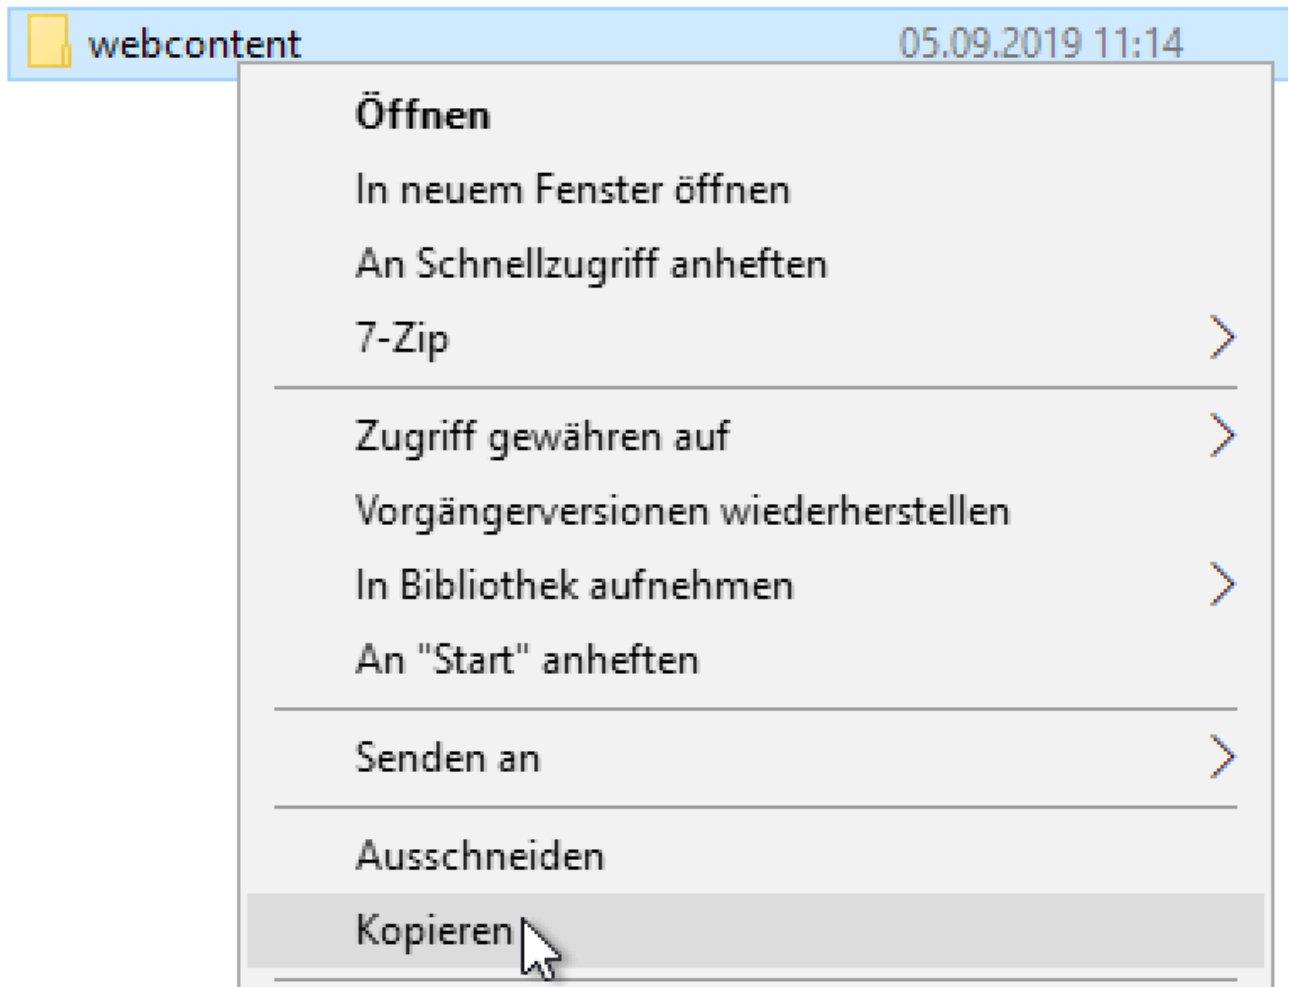 webcontent 05.09.2019 11:14
Öffnen
In neuem Fenster öffnen
An Schnellzugriff anheften
7-Zip
Zugriff gewähren auf
Vorgängerversionen wiederherstellen
In Bibliothek aufnehmen
An "Start" anheften
Senden an
Ausschneiden
Kopieren